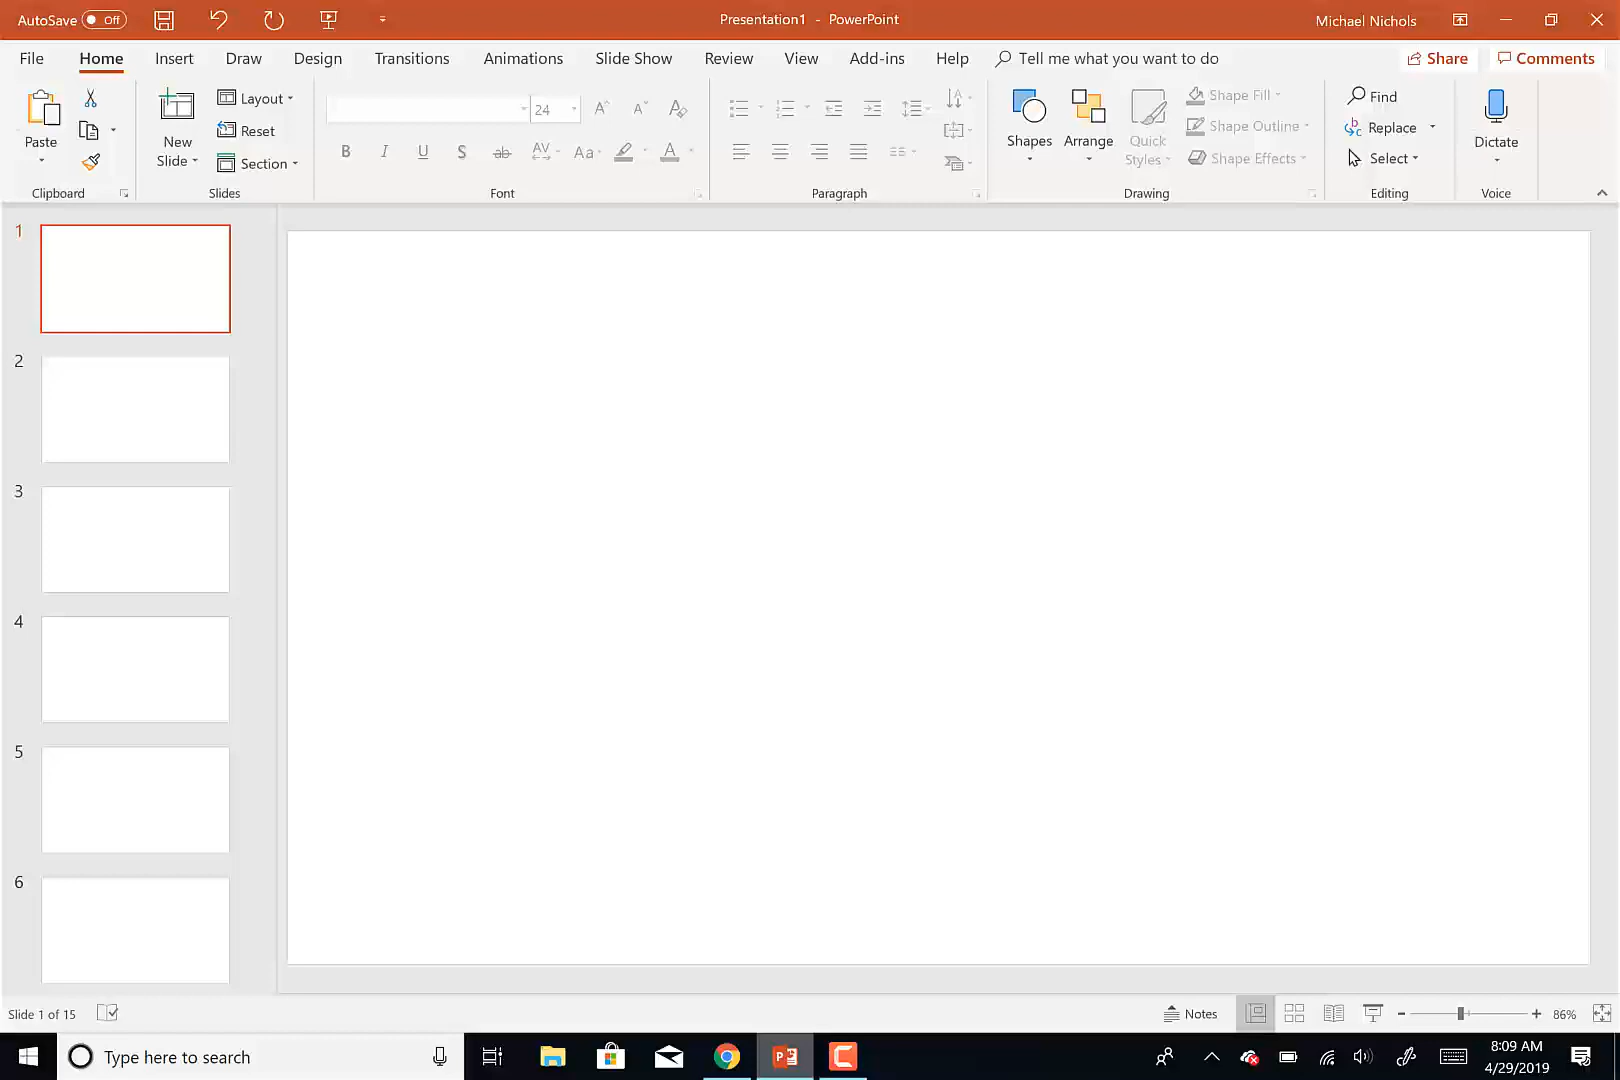 AutoSave Off
Presentation1 - PowerPoint
Michael Nichols
File Home Insert Draw Design Transitions Animations Slide Show Review View Add-ins Help Tell me what you want to do Share Comments
Paste
Clipboard
New Slide
Layout
Reset
Section
Slides
24
B I U S ab AV Aa A
Font
Paragraph
Shapes
Arrange
Quick Styles
Shape Fill
Shape Outline
Shape Effects
Drawing
Find
Replace
Select
Editing
Dictate
Voice
1
2
3
4
5
6
Slide 1 of 15
Notes
86%
Type here to search
8:09 AM
4/29/2019